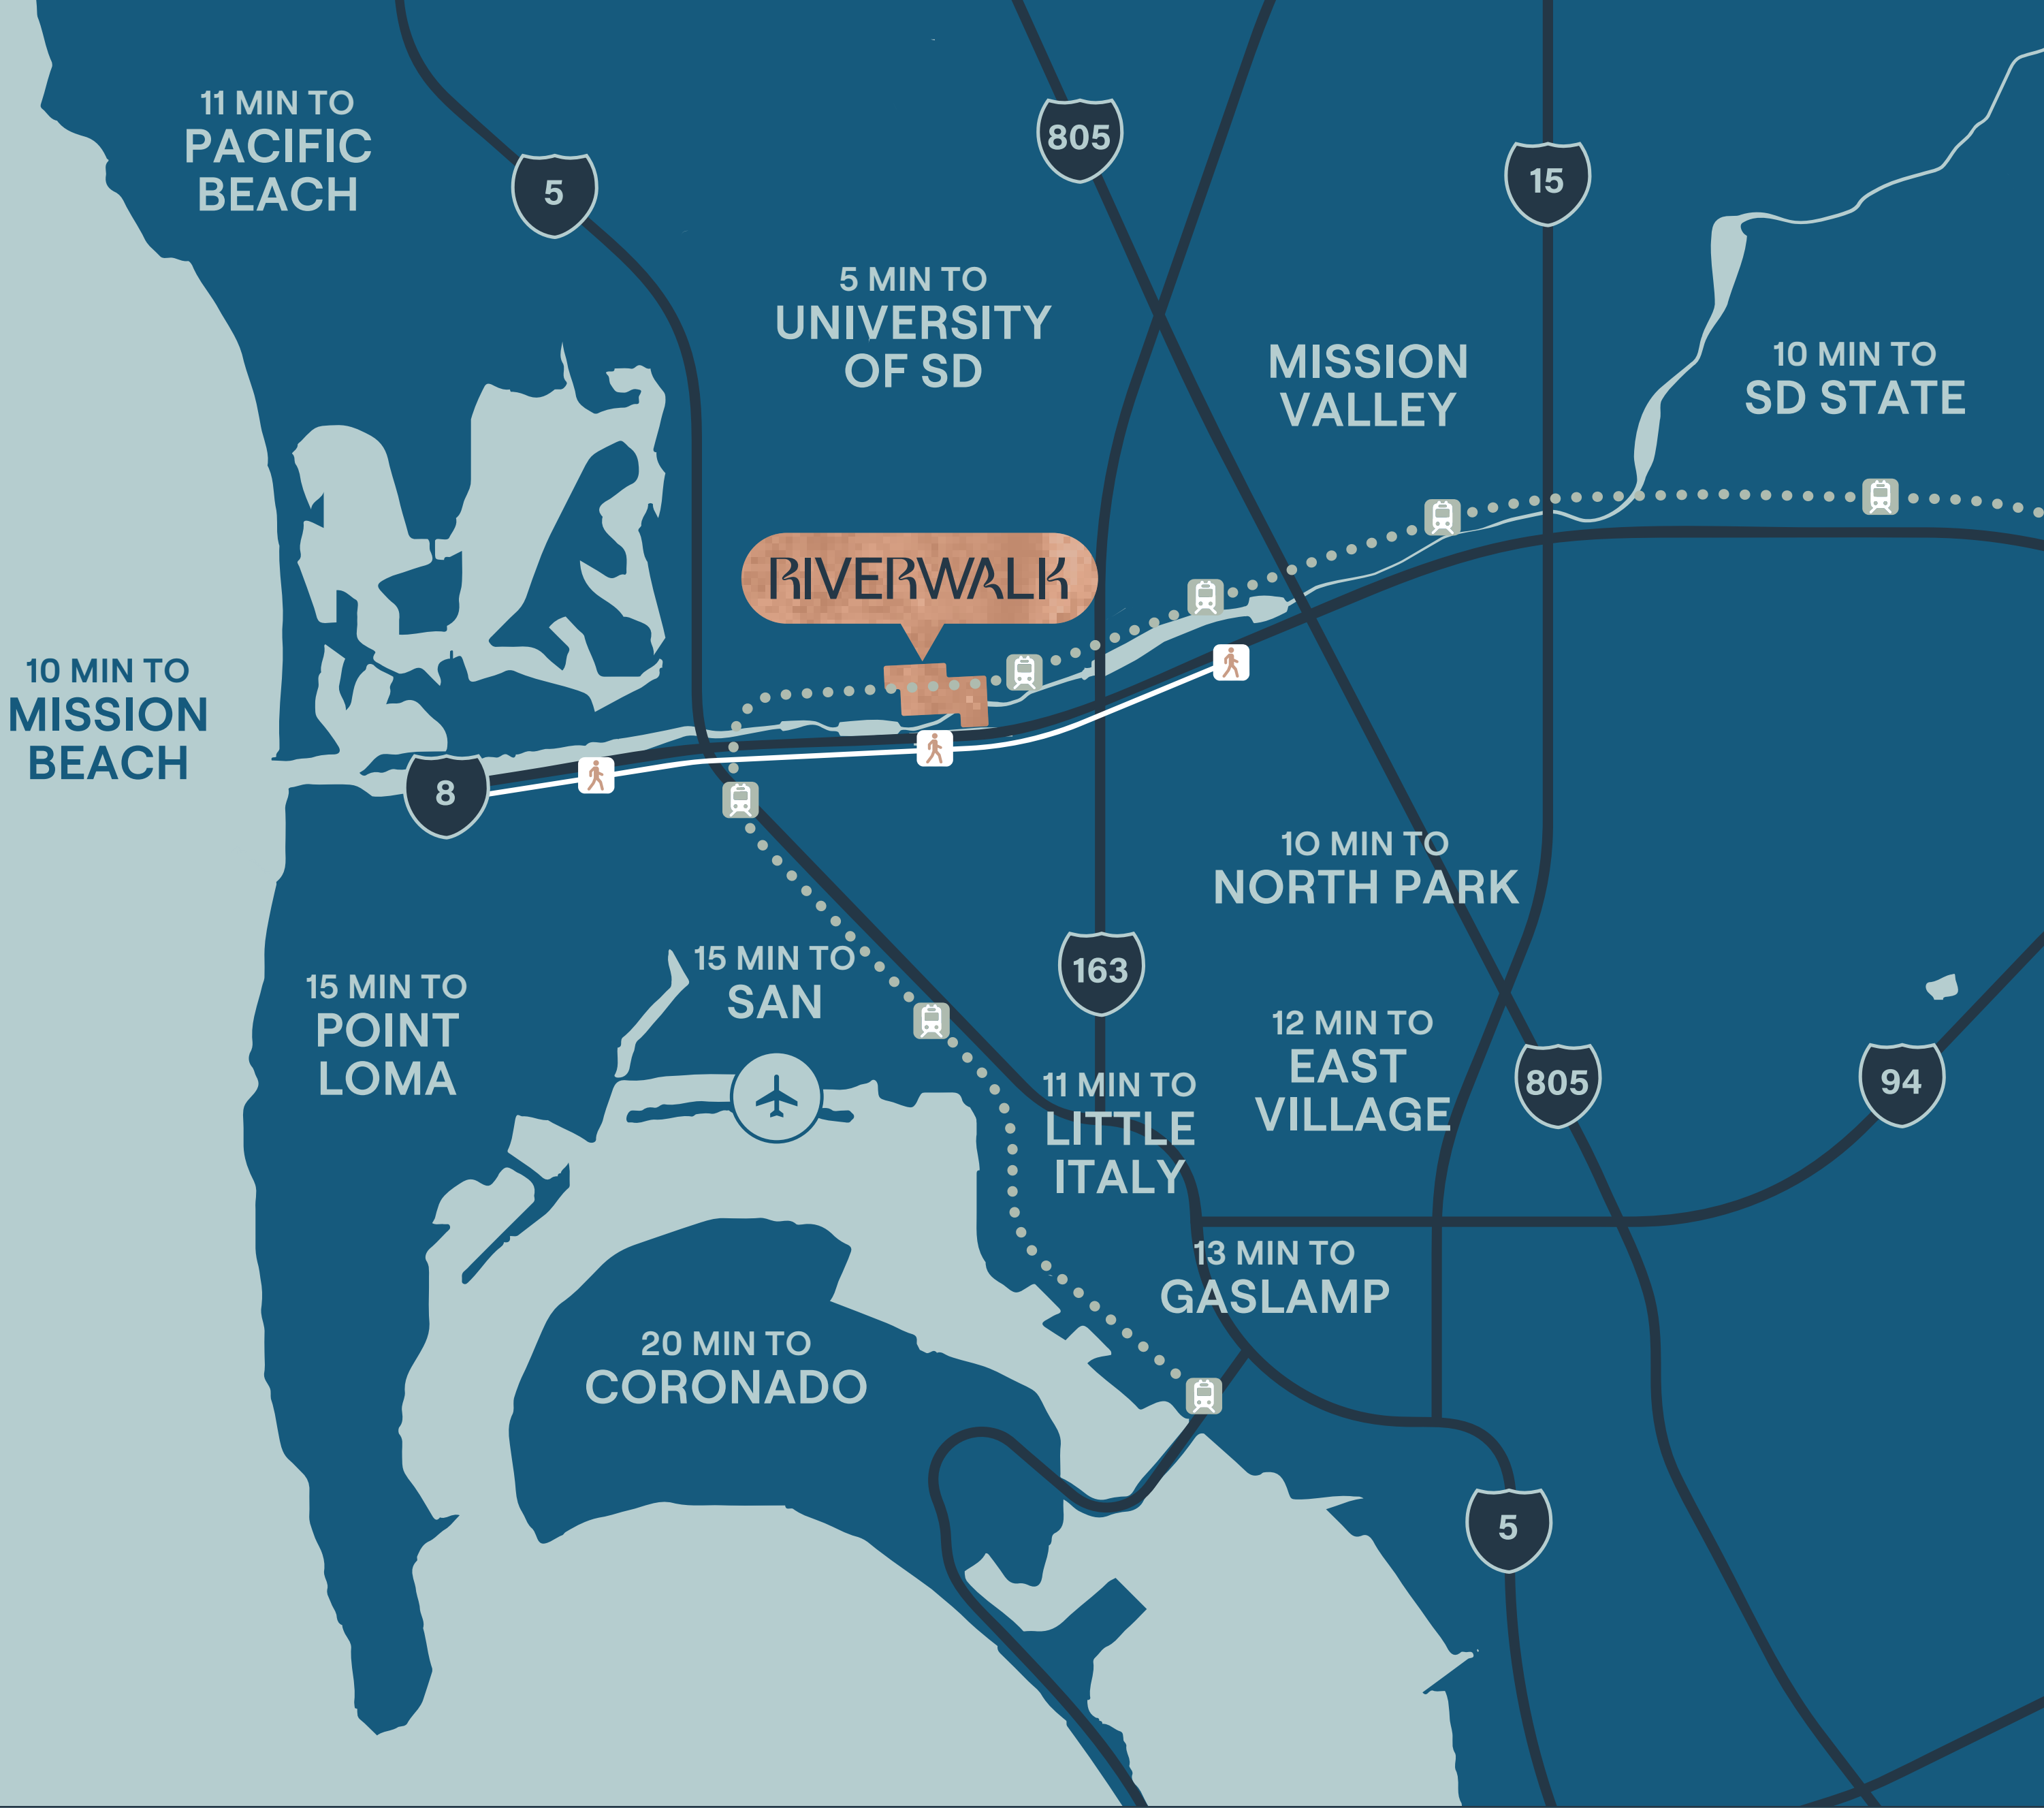 11 MIN TO
PACIFIC
BEACH
5
805
15
5 MIN TO
UNIVERSITY
OF SD
MISSION
VALLEY
10 MIN TO
SD STATE
RIVERWALK
10 MIN TO
MISSION
BEACH
8
10 MIN TO
NORTH PARK
15 MIN TO
SAN
163
15 MIN TO
POINT
LOMA
12 MIN TO
EAST
VILLAGE
805
94
11 MIN TO
LITTLE
ITALY
13 MIN TO
GASLAMP
20 MIN TO
CORONADO
5